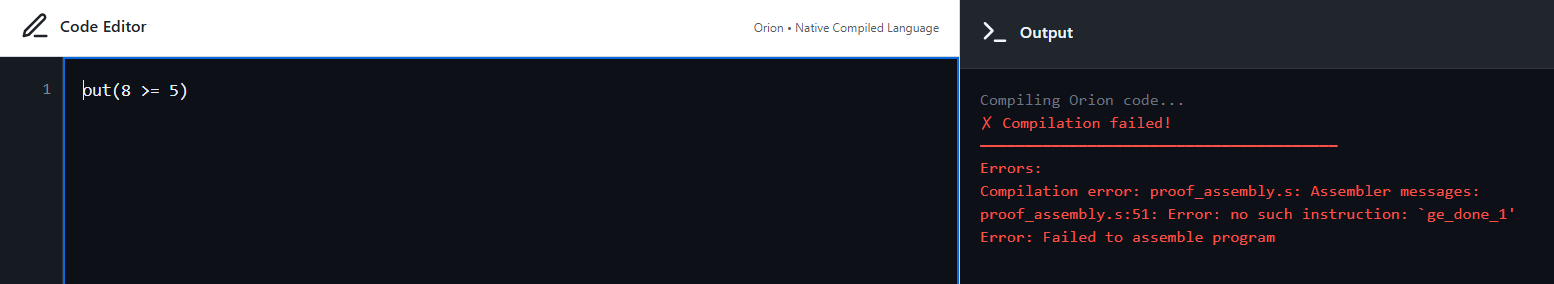 Code Editor
Orion • Native Compiled Language
1
out(8 >= 5)
Output
Compiling Orion code...
✗ Compilation failed!
Errors:
Compilation error: proof_assembly.s: Assembler messages:
proof_assembly.s:51: Error: no such instruction: `ge_done_1'
Error: Failed to assemble program